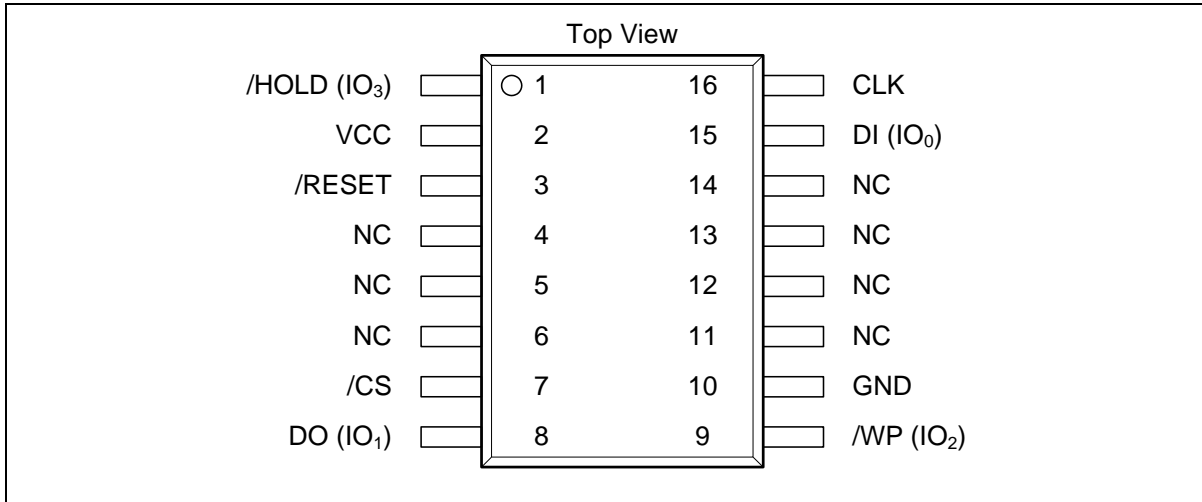 Top View
/HOLD (IO₃) 1 16 CLK
VCC 2 15 DI (IO₀)
/RESET 3 14 NC
NC 4 13 NC
NC 5 12 NC
NC 6 11 NC
/CS 7 10 GND
DO (IO₁) 8 9 /WP (IO₂)